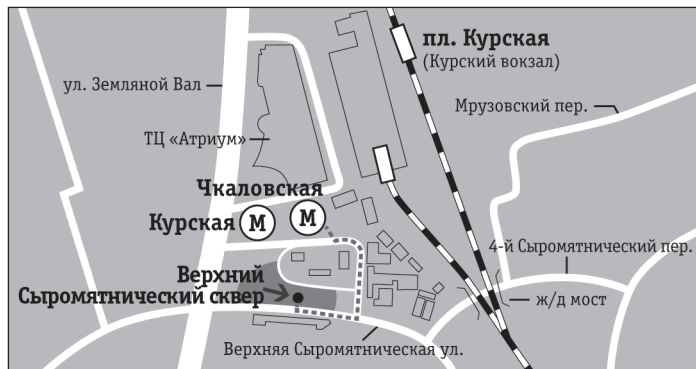 пл. Курская
(Курский вокзал)
ул. Земляной Вал
Мрузовский пер.
ТЦ «Атриум»
Чкаловская
Курская М
М
4-й Сыромятнический пер.
Верхний
Сыромятнический сквер
ж/д мост
Верхняя Сыромятническая ул.